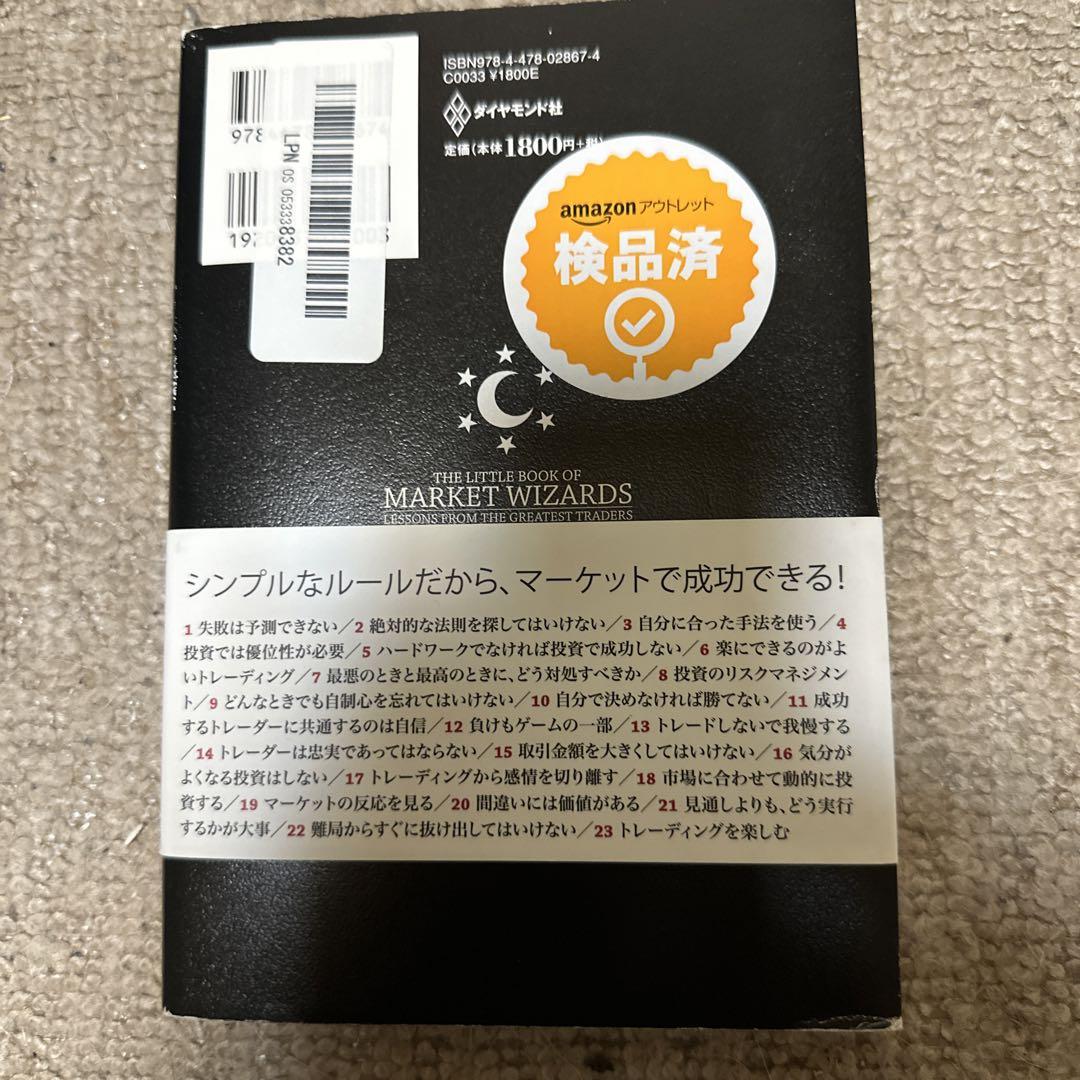 ISBN978-4-478-02867-4
C0033 ¥1800E
ダイヤモンド社
定価(本体1800円+税)
978
674
192
003
LPN OS 053338382
amazonアウトレット
検品済
THE LITTLE BOOK OF
MARKET WIZARDS
LESSONS FROM THE GREATEST TRADERS
シンプルなルールだから、マーケットで成功できる!
1 失敗は予測できない/2 絶対的な法則を探してはいけない/3 自分に合った手法を使う/4
投資では優位性が必要/5 ハードワークでなければ投資で成功しない/6 楽にできるのがよ
いトレーディング/7 最悪のときと最高のときに、どう対処すべきか/8 投資のリスクマネジメン
ト/9 どんなときでも自制心を忘れてはいけない/10 自分で決めなければ勝てない/11 成功
するトレーダーに共通するのは自信/12 負けもゲームの一部/13 トレードしないで我慢する
/14 トレーダーは忠実であってはならない/15 取引金額を大きくしてはいけない/16 気分が
よくなる投資はしない/17 トレーディングから感情を切り離す/18 市場に合わせて動的に投
資する/19 マーケットの反応を見る/20 間違いには価値がある/21 見通しよりも、どう実行
するかが大事/22 難局からすぐに抜け出してはいけない/23 トレーディングを楽しむ